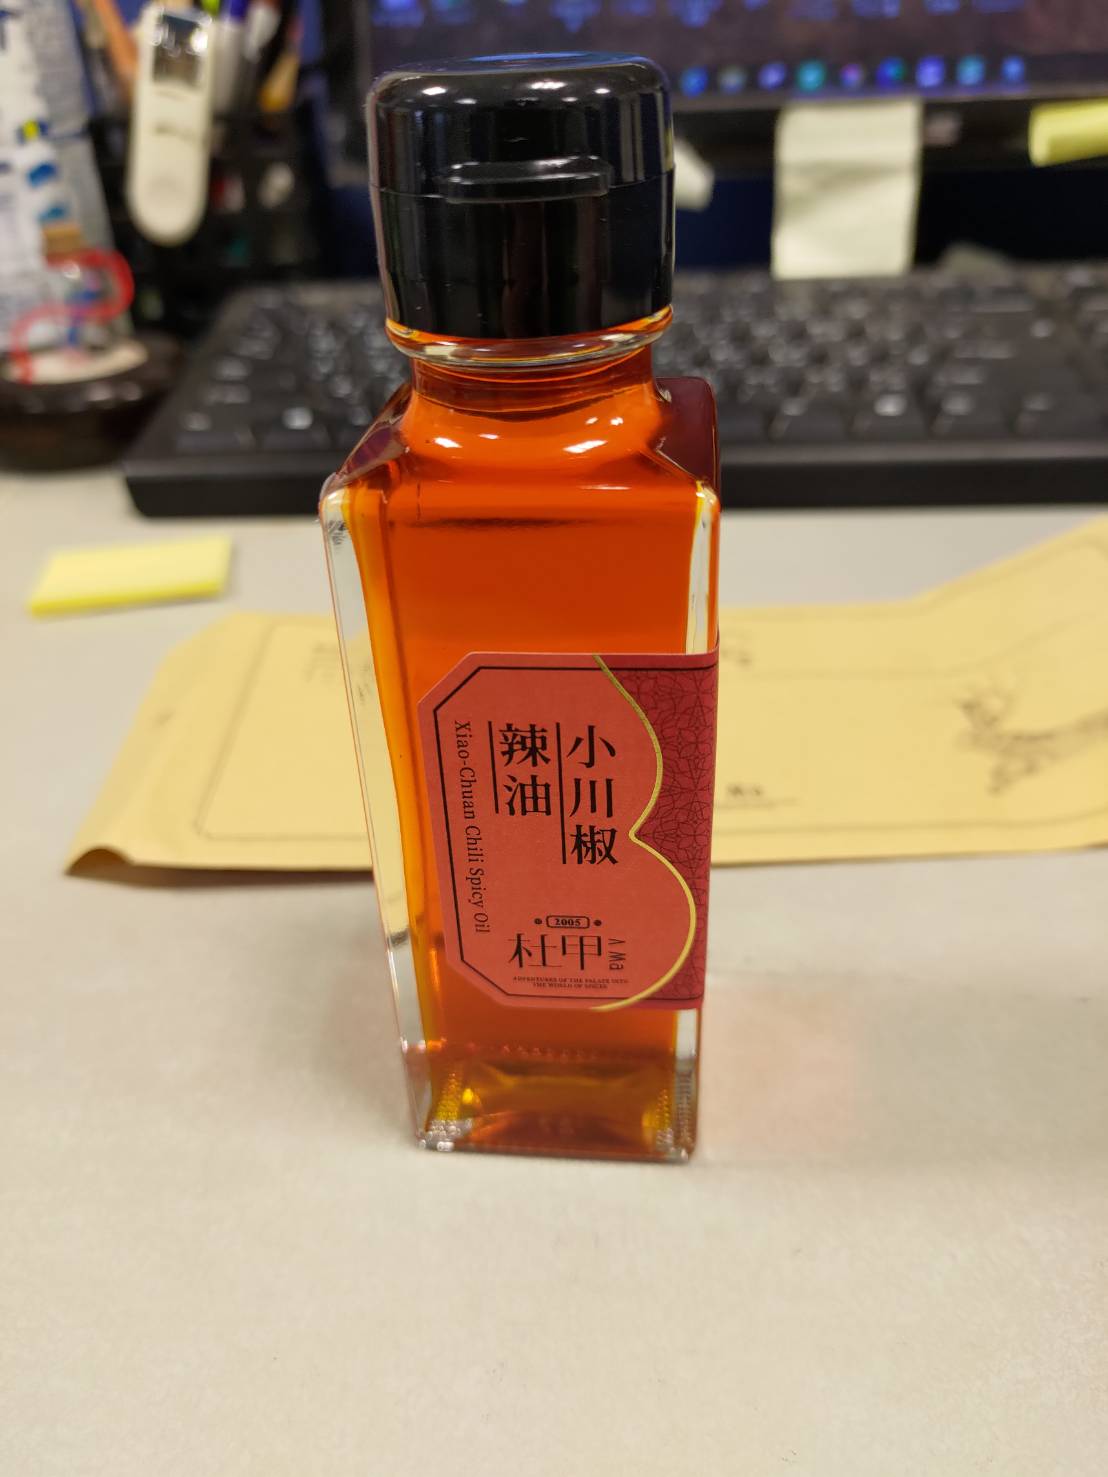 小川椒
辣油
Xiao-Chuan Chili Spicy Oil
2005
杜甲 A Ma
ADVENTURES OF THE PALATE INTO
THE WORLD OF SPICES